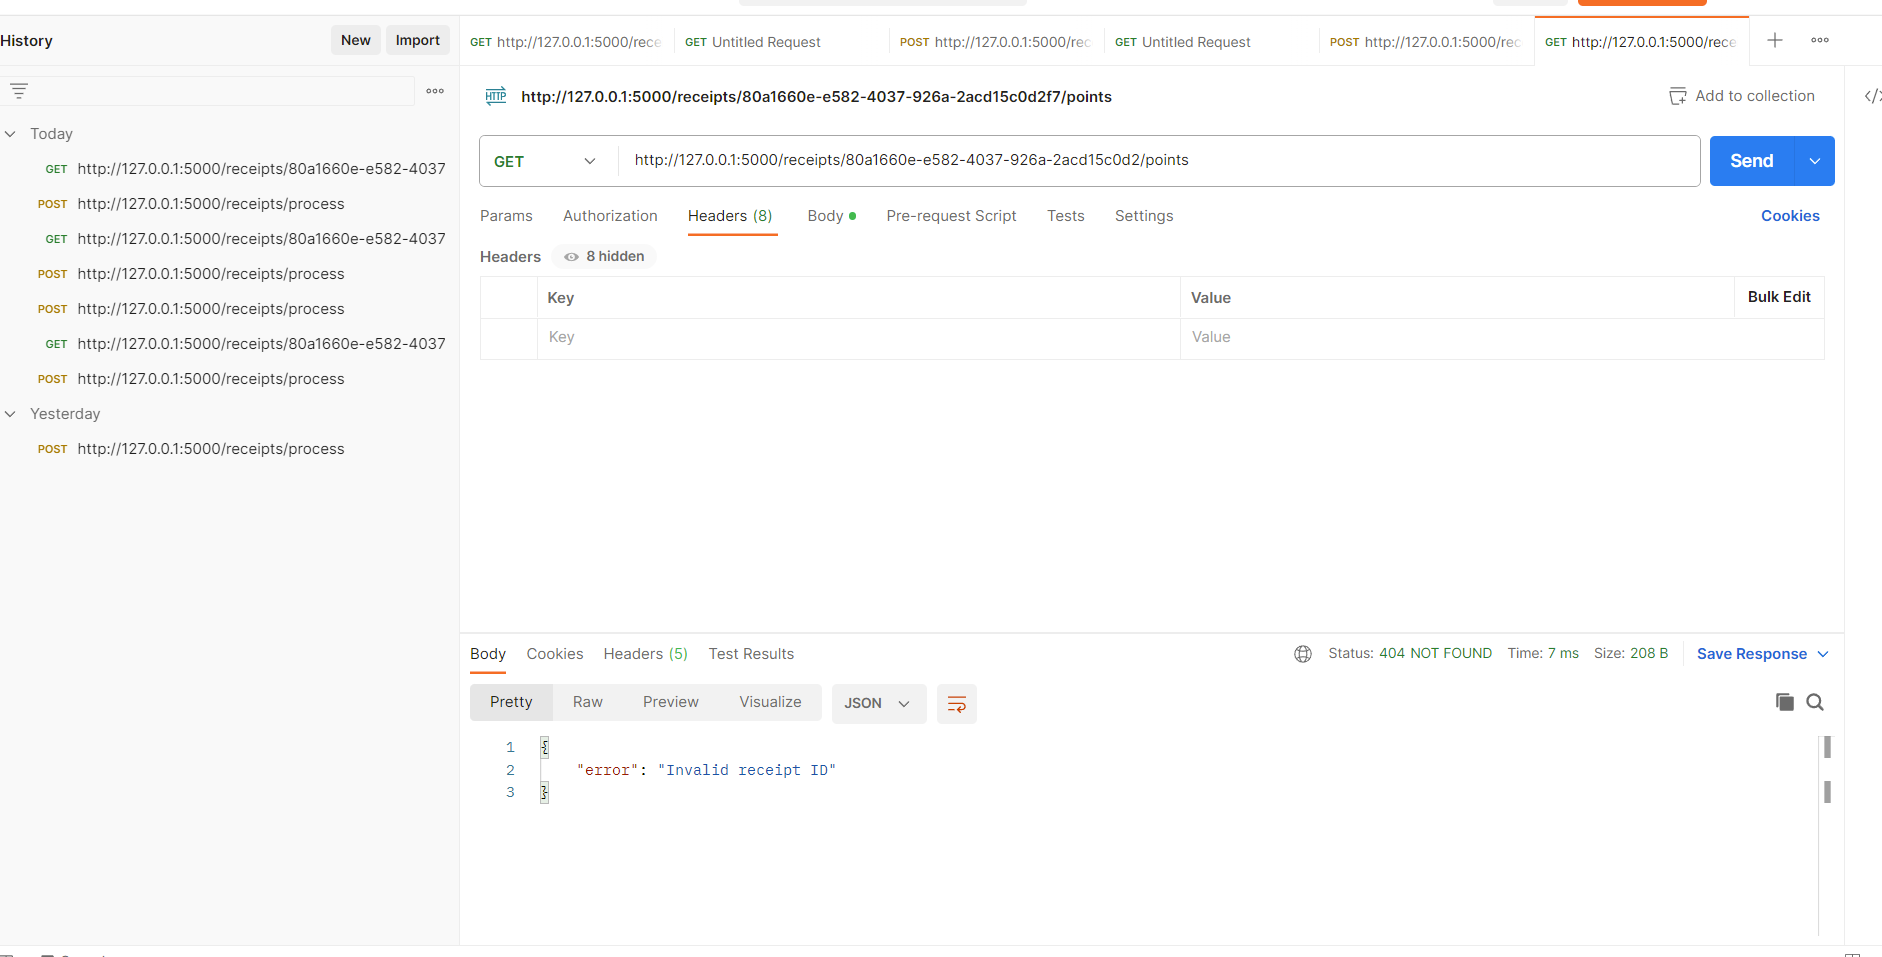 History
New
Import
GET http://127.0.0.1:5000/rece
GET Untitled Request
POST http://127.0.0.1:5000/rec
GET Untitled Request
POST http://127.0.0.1:5000/rec
GET http://127.0.0.1:5000/rece
Today
GET http://127.0.0.1:5000/receipts/80a1660e-e582-4037
POST http://127.0.0.1:5000/receipts/process
GET http://127.0.0.1:5000/receipts/80a1660e-e582-4037
POST http://127.0.0.1:5000/receipts/process
POST http://127.0.0.1:5000/receipts/process
GET http://127.0.0.1:5000/receipts/80a1660e-e582-4037
POST http://127.0.0.1:5000/receipts/process
Yesterday
POST http://127.0.0.1:5000/receipts/process
HTTP http://127.0.0.1:5000/receipts/80a1660e-e582-4037-926a-2acd15c0d2f7/points
Add to collection
GET http://127.0.0.1:5000/receipts/80a1660e-e582-4037-926a-2acd15c0d2/points
Send
Params Authorization Headers (8) Body Pre-request Script Tests Settings Cookies
Headers 8 hidden
Key Value Bulk Edit
Key Value
Body Cookies Headers (5) Test Results
Status: 404 NOT FOUND Time: 7 ms Size: 208 B Save Response
Pretty Raw Preview Visualize JSON
1 {
2 "error": "Invalid receipt ID"
3 }